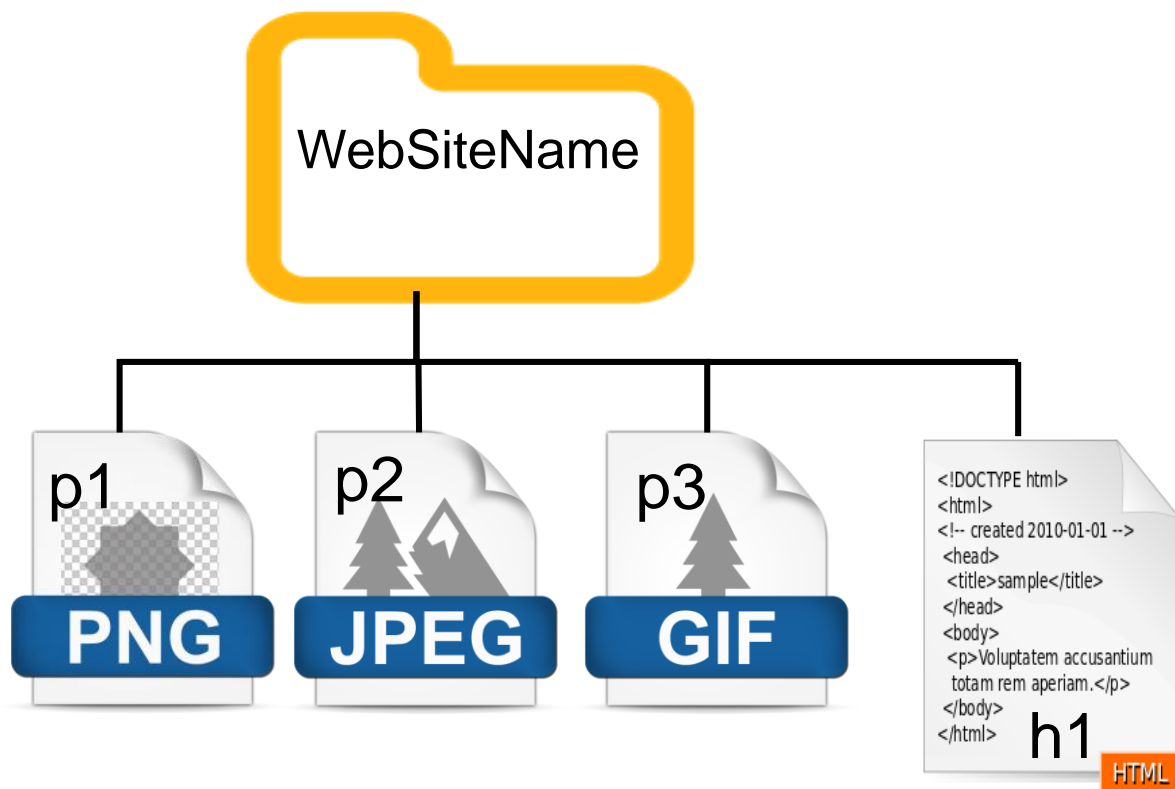 WebSiteName
p1
PNG
p2
JPEG
p3
GIF
<!DOCTYPE html>
<html>
<!-- created 2010-01-01 -->
<head>
<title>sample</title>
</head>
<body>
<p>Voluptatem accusantium
totam rem aperiam.</p>
</body>
</html>
h1
HTML